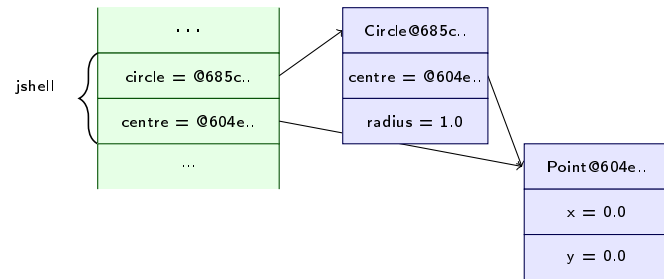 ...
jshell
circle = @685c..
centre = @604e..
...
Circle@685c..
centre = @604e..
radius = 1.0
Point@604e..
x = 0.0
y = 0.0